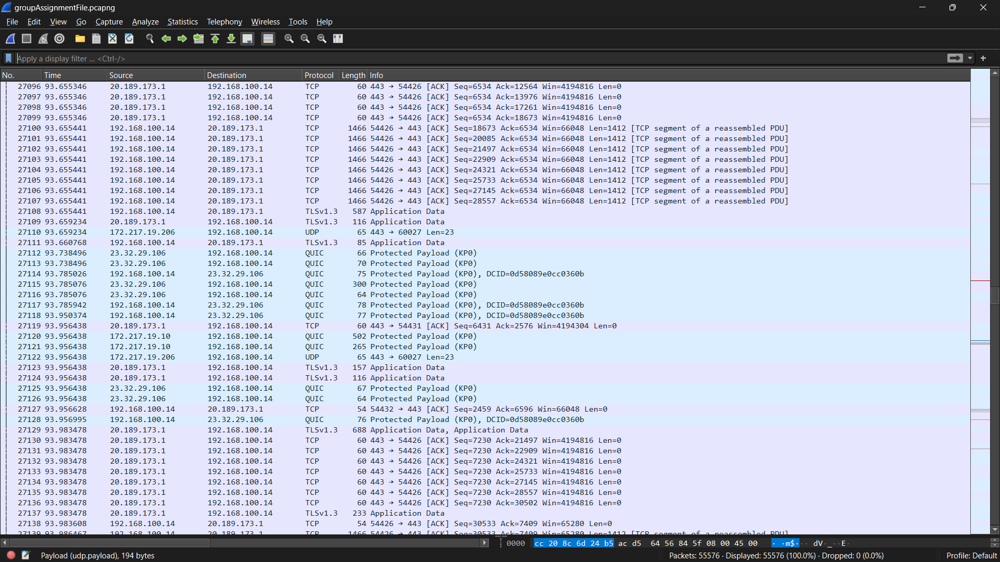 groupAssignmentFile.pcapng
File Edit View Go Capture Analyze Statistics Telephony Wireless Tools Help
Apply a display filter ... <Ctrl-/>
No. Time Source Destination Protocol Length Info
27096 93.655346 20.189.173.1 192.168.100.14 TCP 60 443 → 54426 [ACK] Seq=6534 Ack=12564 Win=4194816 Len=0
27097 93.655346 20.189.173.1 192.168.100.14 TCP 60 443 → 54426 [ACK] Seq=6534 Ack=13976 Win=4194816 Len=0
27098 93.655346 20.189.173.1 192.168.100.14 TCP 60 443 → 54426 [ACK] Seq=6534 Ack=17261 Win=4194816 Len=0
27099 93.655346 20.189.173.1 192.168.100.14 TCP 60 443 → 54426 [ACK] Seq=6534 Ack=18673 Win=4194816 Len=0
27100 93.655441 192.168.100.14 20.189.173.1 TCP 1466 54426 → 443 [ACK] Seq=18673 Ack=6534 Win=66048 Len=1412 [TCP segment of a reassembled PDU]
27101 93.655441 192.168.100.14 20.189.173.1 TCP 1466 54426 → 443 [ACK] Seq=20085 Ack=6534 Win=66048 Len=1412 [TCP segment of a reassembled PDU]
27102 93.655441 192.168.100.14 20.189.173.1 TCP 1466 54426 → 443 [ACK] Seq=21497 Ack=6534 Win=66048 Len=1412 [TCP segment of a reassembled PDU]
27103 93.655441 192.168.100.14 20.189.173.1 TCP 1466 54426 → 443 [ACK] Seq=22909 Ack=6534 Win=66048 Len=1412 [TCP segment of a reassembled PDU]
27104 93.655441 192.168.100.14 20.189.173.1 TCP 1466 54426 → 443 [ACK] Seq=24321 Ack=6534 Win=66048 Len=1412 [TCP segment of a reassembled PDU]
27105 93.655441 192.168.100.14 20.189.173.1 TCP 1466 54426 → 443 [ACK] Seq=25733 Ack=6534 Win=66048 Len=1412 [TCP segment of a reassembled PDU]
27106 93.655441 192.168.100.14 20.189.173.1 TCP 1466 54426 → 443 [ACK] Seq=27145 Ack=6534 Win=66048 Len=1412 [TCP segment of a reassembled PDU]
27107 93.655441 192.168.100.14 20.189.173.1 TCP 1466 54426 → 443 [ACK] Seq=28557 Ack=6534 Win=66048 Len=1412 [TCP segment of a reassembled PDU]
27108 93.655441 192.168.100.14 20.189.173.1 TLSv1.3 587 Application Data
27109 93.659234 20.189.173.1 192.168.100.14 TLSv1.3 116 Application Data
27110 93.659234 172.217.19.206 192.168.100.14 UDP 65 443 → 60027 Len=23
27111 93.660768 192.168.100.14 20.189.173.1 TLSv1.3 85 Application Data
27112 93.738496 23.32.29.106 192.168.100.14 QUIC 66 Protected Payload (KP0)
27113 93.738496 23.32.29.106 192.168.100.14 QUIC 70 Protected Payload (KP0)
27114 93.785026 192.168.100.14 23.32.29.106 QUIC 75 Protected Payload (KP0), DCID=0d58089e0cc0360b
27115 93.785076 23.32.29.106 192.168.100.14 QUIC 300 Protected Payload (KP0)
27116 93.785076 23.32.29.106 192.168.100.14 QUIC 64 Protected Payload (KP0)
27117 93.785942 192.168.100.14 23.32.29.106 QUIC 78 Protected Payload (KP0), DCID=0d58089e0cc0360b
27118 93.950374 192.168.100.14 23.32.29.106 QUIC 77 Protected Payload (KP0), DCID=0d58089e0cc0360b
27119 93.956438 20.189.173.1 192.168.100.14 TCP 60 443 → 54431 [ACK] Seq=6431 Ack=2576 Win=4194304 Len=0
27120 93.956438 172.217.19.10 192.168.100.14 QUIC 502 Protected Payload (KP0)
27121 93.956438 172.217.19.10 192.168.100.14 QUIC 265 Protected Payload (KP0)
27122 93.956438 172.217.19.206 192.168.100.14 UDP 65 443 → 60027 Len=23
27123 93.956438 20.189.173.1 192.168.100.14 TLSv1.3 157 Application Data
27124 93.956438 20.189.173.1 192.168.100.14 TLSv1.3 116 Application Data
27125 93.956438 23.32.29.106 192.168.100.14 QUIC 67 Protected Payload (KP0)
27126 93.956438 23.32.29.106 192.168.100.14 QUIC 64 Protected Payload (KP0)
27127 93.956628 192.168.100.14 20.189.173.1 TCP 54 54432 → 443 [ACK] Seq=2459 Ack=6596 Win=66048 Len=0
27128 93.956995 192.168.100.14 23.32.29.106 QUIC 76 Protected Payload (KP0), DCID=0d58089e0cc0360b
27129 93.983478 20.189.173.1 192.168.100.14 TLSv1.3 688 Application Data, Application Data
27130 93.983478 20.189.173.1 192.168.100.14 TCP 60 443 → 54426 [ACK] Seq=7230 Ack=21497 Win=4194816 Len=0
27131 93.983478 20.189.173.1 192.168.100.14 TCP 60 443 → 54426 [ACK] Seq=7230 Ack=22909 Win=4194816 Len=0
27132 93.983478 20.189.173.1 192.168.100.14 TCP 60 443 → 54426 [ACK] Seq=7230 Ack=24321 Win=4194816 Len=0
27133 93.983478 20.189.173.1 192.168.100.14 TCP 60 443 → 54426 [ACK] Seq=7230 Ack=25733 Win=4194816 Len=0
27134 93.983478 20.189.173.1 192.168.100.14 TCP 60 443 → 54426 [ACK] Seq=7230 Ack=27145 Win=4194816 Len=0
27135 93.983478 20.189.173.1 192.168.100.14 TCP 60 443 → 54426 [ACK] Seq=7230 Ack=28557 Win=4194816 Len=0
27136 93.983478 20.189.173.1 192.168.100.14 TCP 60 443 → 54426 [ACK] Seq=7230 Ack=30502 Win=4194816 Len=0
27137 93.983478 20.189.173.1 192.168.100.14 TLSv1.3 233 Application Data
27138 93.983608 192.168.100.14 20.189.173.1 TCP 54 54426 → 443 [ACK] Seq=30533 Ack=7409 Win=65280 Len=0
27139 93.986467 192.168.100.14 20.189.173.1 TCP 1466 54426 → 443 [ACK] Seq=30533 Ack=7409 Win=65280 Len=1412 [TCP segment of a reassembled PDU]
0000 cc 20 8c 6d 24 b5 ac d5 64 56 84 5f 08 00 45 00 · ·m$· ·· dV·_··E·
Payload (udp.payload), 194 bytes Packets: 55576 · Displayed: 55576 (100.0%) · Dropped: 0 (0.0%) Profile: Default